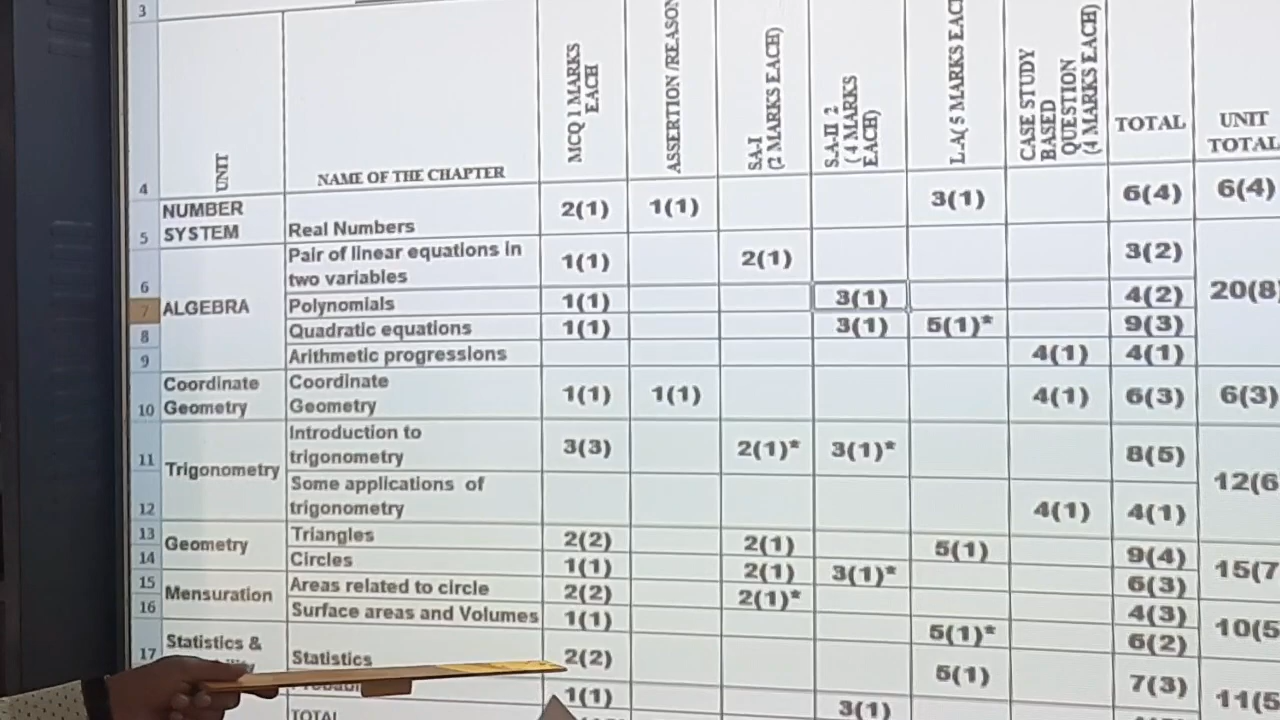 3
4 UNIT NAME OF THE CHAPTER MCQ 1 MARKS EACH ASSERTION /REASON SA-I (2 MARKS EACH) SA-II 2 (4 MARKS EACH) L.A( 5 MARKS EACH CASE STUDY BASED QUESTION (4 MARKS EACH) TOTAL UNIT TOTAL
5 NUMBER SYSTEM Real Numbers 2(1) 1(1) 3(1) 6(4) 6(4)
6 Pair of linear equations in two variables 1(1) 2(1) 3(2)
7 ALGEBRA Polynomials 1(1) 3(1) 4(2) 20(8)
8 Quadratic equations 1(1) 3(1) 5(1)* 9(3)
9 Arithmetic progressions 4(1) 4(1)
10 Coordinate Geometry Coordinate Geometry 1(1) 1(1) 4(1) 6(3) 6(3)
11 Trigonometry Introduction to trigonometry 3(3) 2(1)* 3(1)* 8(5) 12(6
12 Some applications of trigonometry 4(1) 4(1)
13 Geometry Triangles 2(2) 2(1) 5(1) 9(4) 15(7
14 Circles 1(1) 2(1) 3(1)* 6(3)
15 Mensuration Areas related to circle 2(2) 2(1)* 4(3) 10(5
16 Surface areas and Volumes 1(1) 5(1)* 6(2)
17 Statistics & Statistics 2(2) 5(1) 7(3) 11(5
1(1) 3(1)
TOTAL